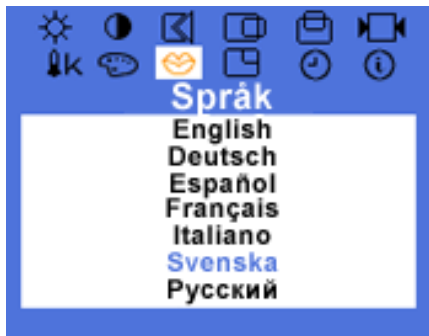 K
Språk
English
Deutsch
Español
Français
Italiano
Svenska
Русский